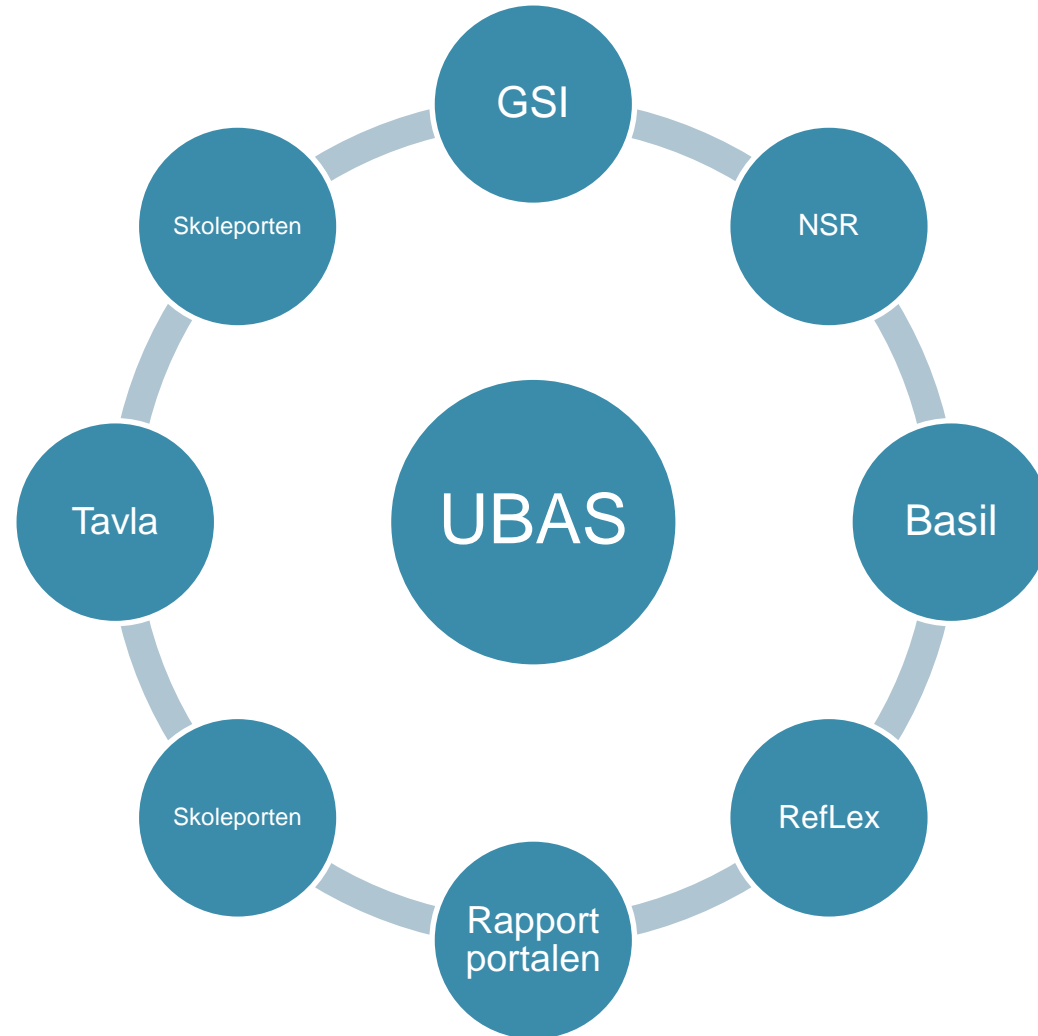 GSI
Skoleporten
NSR
Tavla
UBAS
Basil
Skoleporten
RefLex
Rapport
portalen